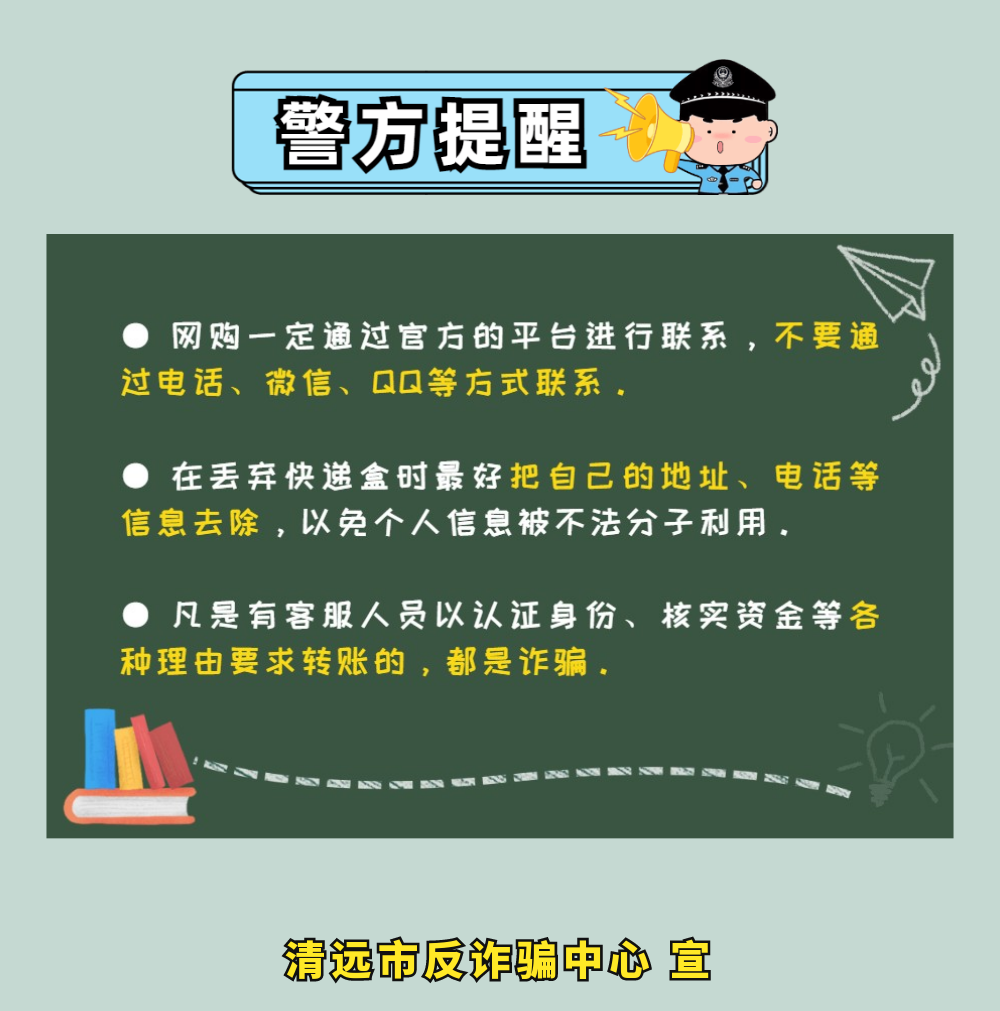 警方提醒
● 网购一定通过官方的平台进行联系，不要通
过电话、微信、QQ等方式联系．
● 在丢弃快递盒时最好把自己的地址、电话等
信息去除，以免个人信息被不法分子利用．
● 凡是有客服人员以认证身份、核实资金等各
种理由要求转账的，都是诈骗．
清远市反诈骗中心 宣